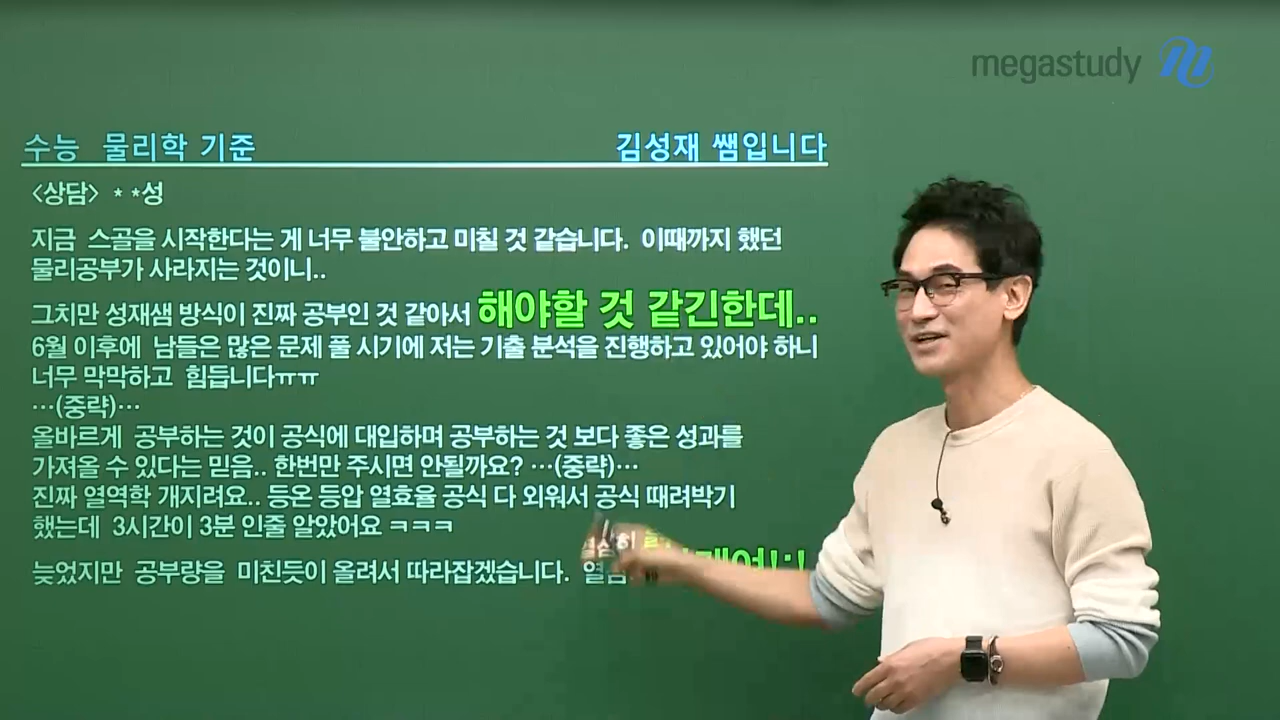 megastudy
수능 물리학 기준 김성재 쌤입니다
<상담> * *성
지금 스골을 시작한다는 게 너무 불안하고 미칠 것 같습니다. 이때까지 했던
물리공부가 사라지는 것이니..
그치만 성재샘 방식이 진짜 공부인 것 같아서 해야할 것 같긴한데..
6월 이후에 남들은 많은 문제 풀 시기에 저는 기출 분석을 진행하고 있어야 하니
너무 막막하고 힘듭니다ㅠㅠ
…(중략)…
올바르게 공부하는 것이 공식에 대입하며 공부하는 것 보다 좋은 성과를
가져올 수 있다는 믿음.. 한번만 주시면 안될까요? …(중략)…
진짜 열역학 개지려요.. 등온 등압 열효율 공식 다 외워서 공식 때려박기
했는데 3시간이 3분 인줄 알았어요 ㅋㅋㅋ
늦었지만 공부량을 미친듯이 올려서 따라잡겠습니다.